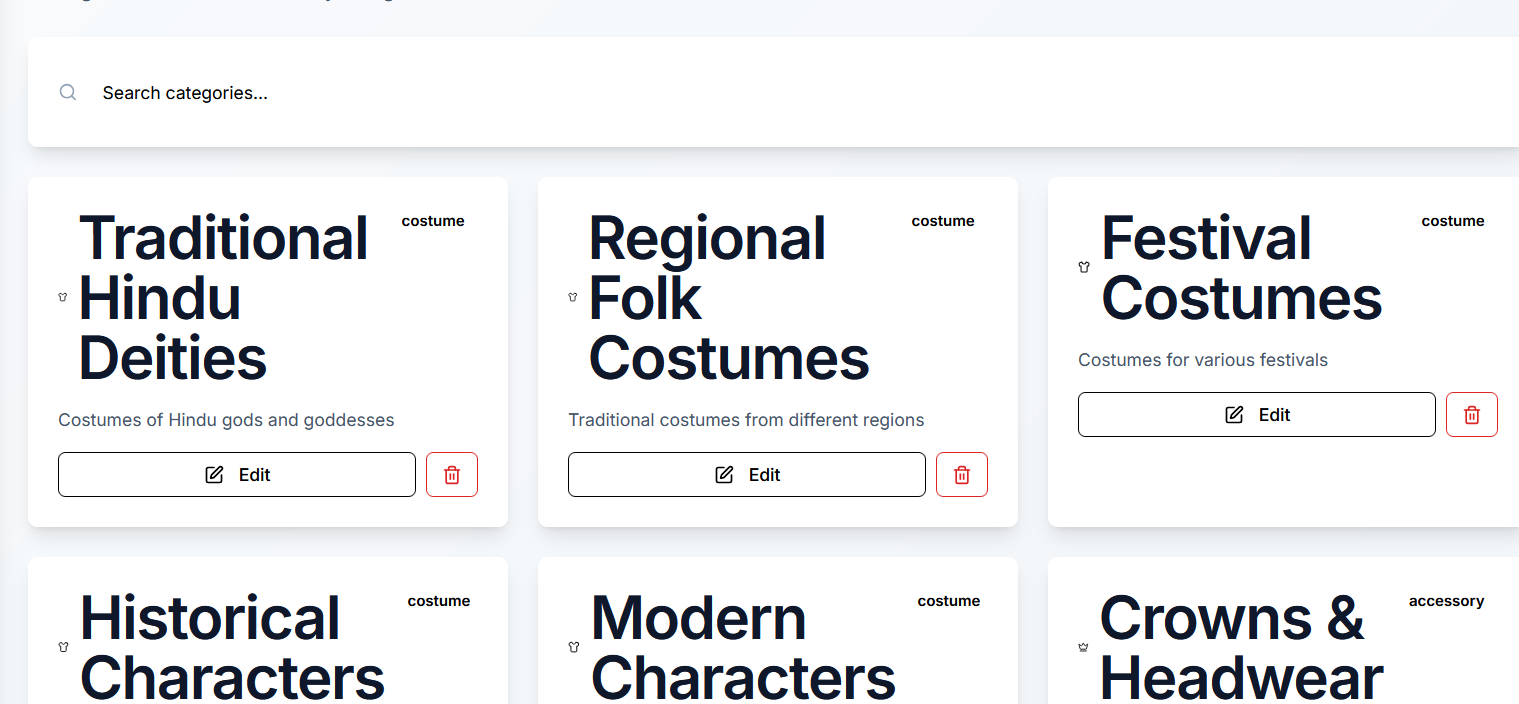 Search categories...
Traditional
Hindu
Deities
costume
Costumes of Hindu gods and goddesses
Edit
Regional
Folk
Costumes
costume
Traditional costumes from different regions
Edit
Festival
Costumes
costume
Costumes for various festivals
Edit
Historical
Characters
costume
Modern
Characters
costume
Crowns &
Headwear
accessory